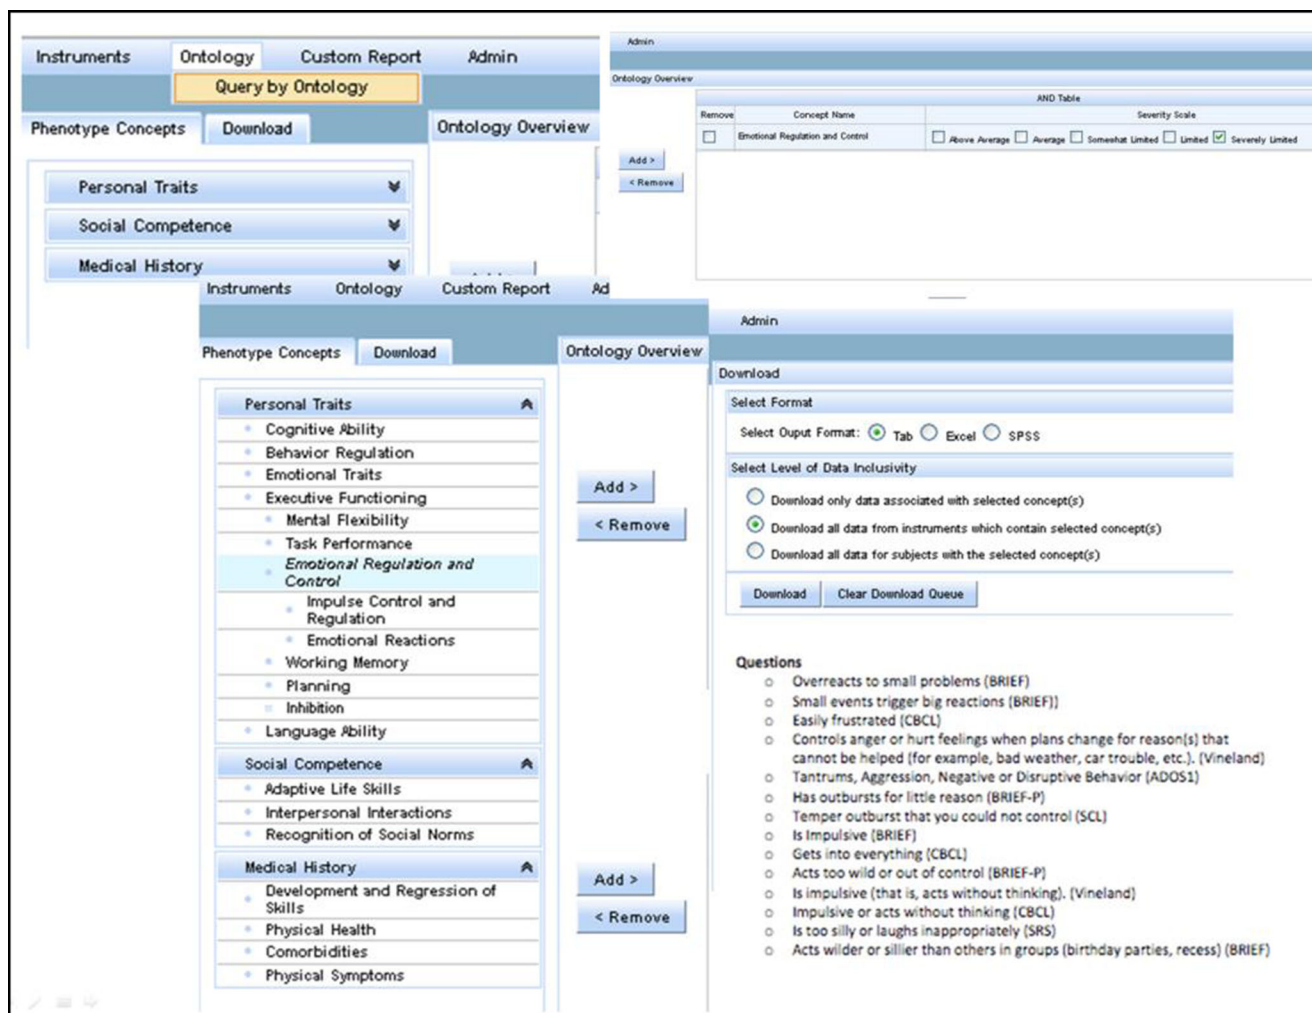 Instruments Ontology Custom Report Admin
Query by Ontology
Phenotype Concepts Download Ontology Overview
Personal Traits
Social Competence
Medical History
Admin
Ontology Overview
AND Table
Remove Concept Name Severity Scale
Emotional Regulation and Control Above Average Average Somewhat Limited Limited Severely Limited
Add >
< Remove
Instruments Ontology Custom Report Ad
Phenotype Concepts Download Ontology Overview
Personal Traits
Cognitive Ability
Behavior Regulation
Emotional Traits
Executive Functioning
Mental Flexibility
Task Performance
Emotional Regulation and
Control
Impulse Control and
Regulation
Emotional Reactions
Working Memory
Planning
Inhibition
Language Ability
Social Competence
Adaptive Life Skills
Interpersonal Interactions
Recognition of Social Norms
Medical History
Development and Regression of
Skills
Physical Health
Comorbidities
Physical Symptoms
Add >
< Remove
Add >
< Remove
Admin
Download
Select Format
Select Ouput Format: Tab Excel SPSS
Select Level of Data Inclusivity
Download only data associated with selected concept(s)
Download all data from instruments which contain selected concept(s)
Download all data for subjects with the selected concept(s)
Download Clear Download Queue
Questions
o Overreacts to small problems (BRIEF)
o Small events trigger big reactions (BRIEF))
o Easily frustrated (CBCL)
o Controls anger or hurt feelings when plans change for reason(s) that
cannot be helped (for example, bad weather, car trouble, etc.). (Vineland)
o Tantrums, Aggression, Negative or Disruptive Behavior (ADOS1)
o Has outbursts for little reason (BRIEF-P)
o Temper outburst that you could not control (SCL)
o Is Impulsive (BRIEF)
o Gets into everything (CBCL)
o Acts too wild or out of control (BRIEF-P)
o Is impulsive (that is, acts without thinking). (Vineland)
o Impulsive or acts without thinking (CBCL)
o Is too silly or laughs inappropriately (SRS)
o Acts wilder or sillier than others in groups (birthday parties, recess) (BRIEF)